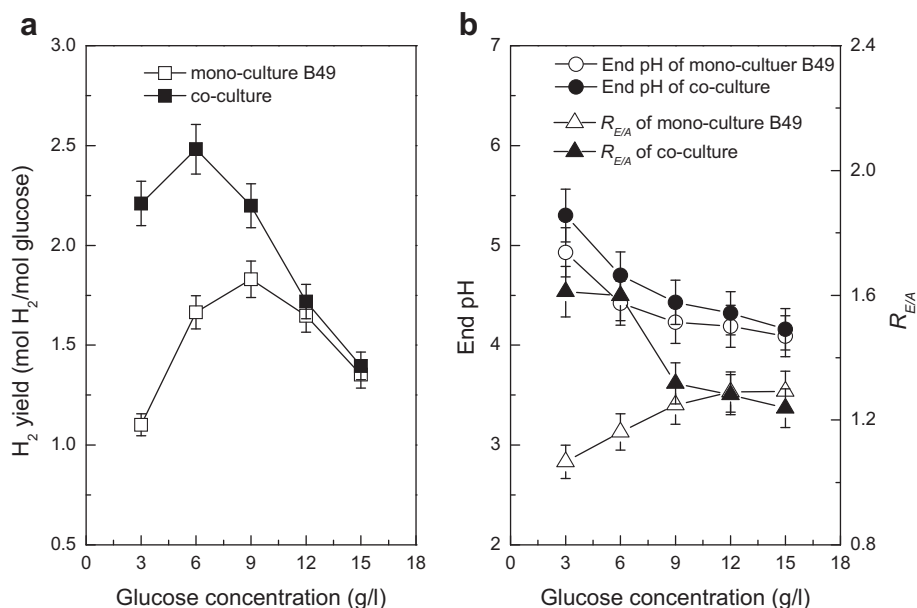 a
3.0
2.5
2.0
1.5
1.0
0.5
H₂ yield (mol H₂/mol glucose)
mono-culture B49
co-culture
0 3 6 9 12 15 18
Glucose concentration (g/l)
b
7
6
5
4
3
2
End pH
End pH of mono-cultuer B49
End pH of co-culture
R_E/A of mono-culture B49
R_E/A of co-culture
2.4
2.0
1.6
1.2
0.8
R_E/A
0 3 6 9 12 15 18
Glucose concentration (g/l)